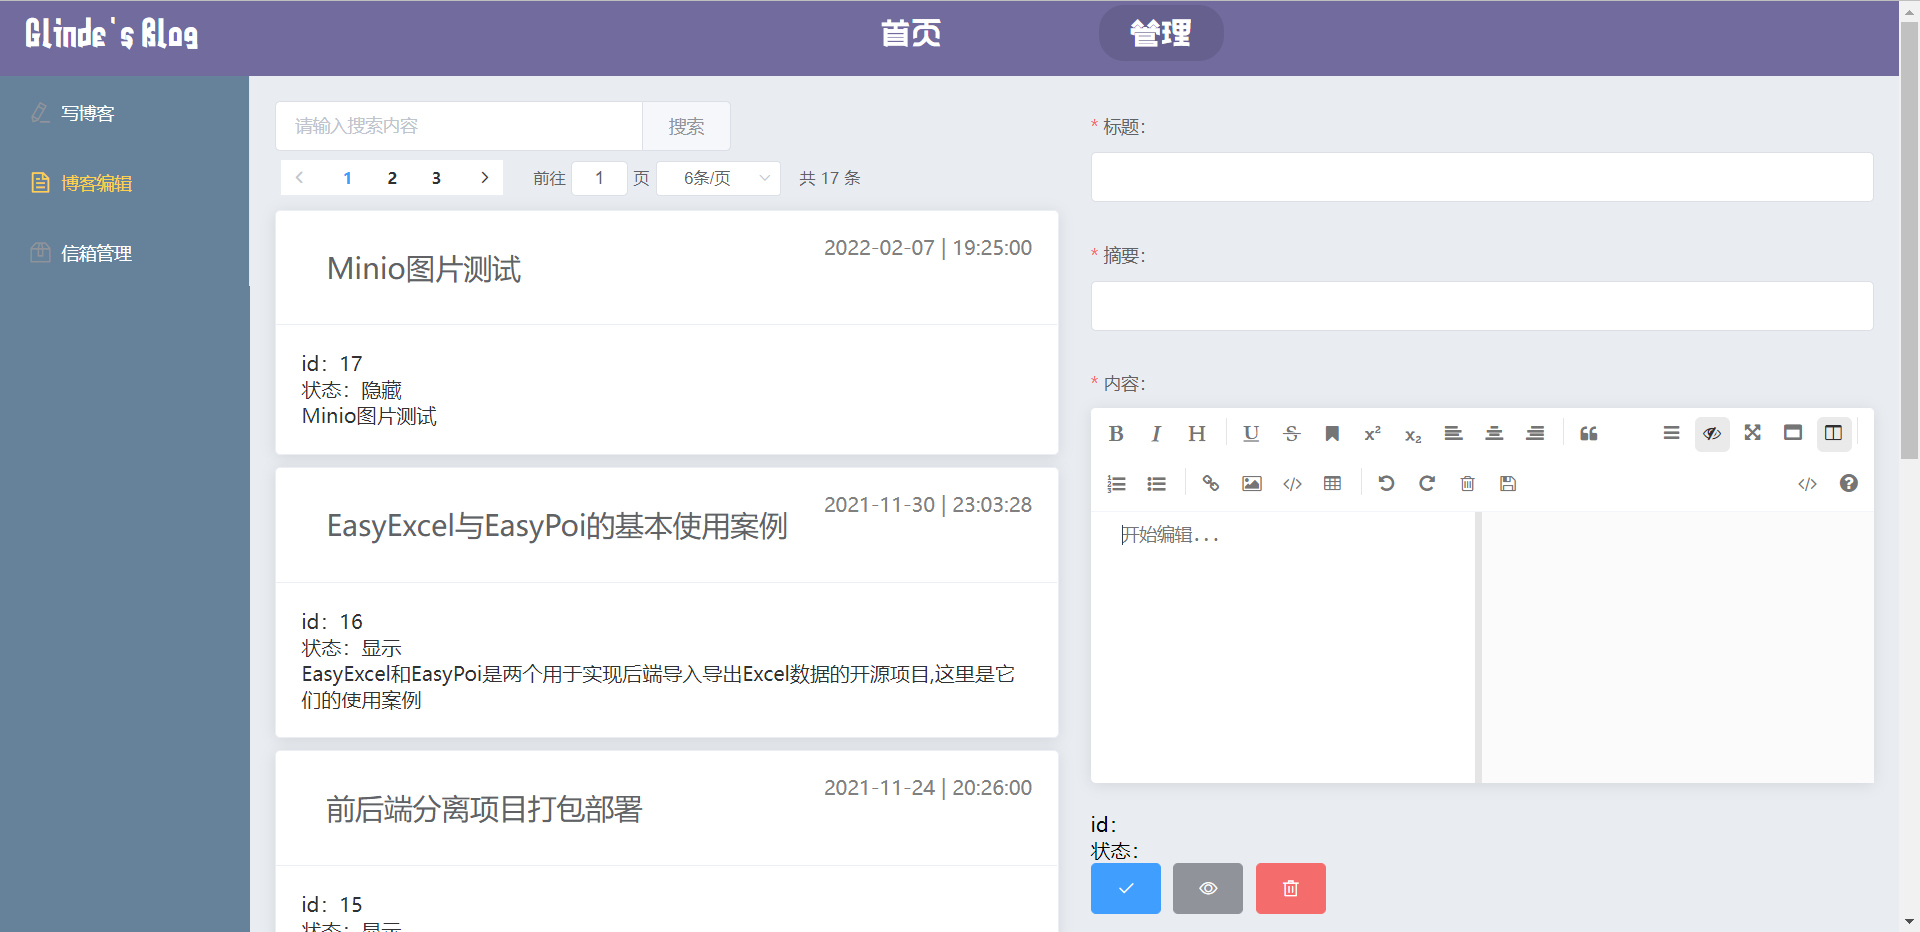 Glinde's Blog
首页
管理
写博客
博客编辑
信箱管理
请输入搜索内容
搜索
1 2 3 前往 1 页 6条/页 共 17 条
Minio图片测试
2022-02-07 | 19:25:00
id：17
状态：隐藏
Minio图片测试
EasyExcel与EasyPoi的基本使用案例
2021-11-30 | 23:03:28
id：16
状态：显示
EasyExcel和EasyPoi是两个用于实现后端导入导出Excel数据的开源项目,这里是它
们的使用案例
前后端分离项目打包部署
2021-11-24 | 20:26:00
id：15
状态：显示
* 标题：
* 摘要：
* 内容：
开始编辑...
id：
状态：